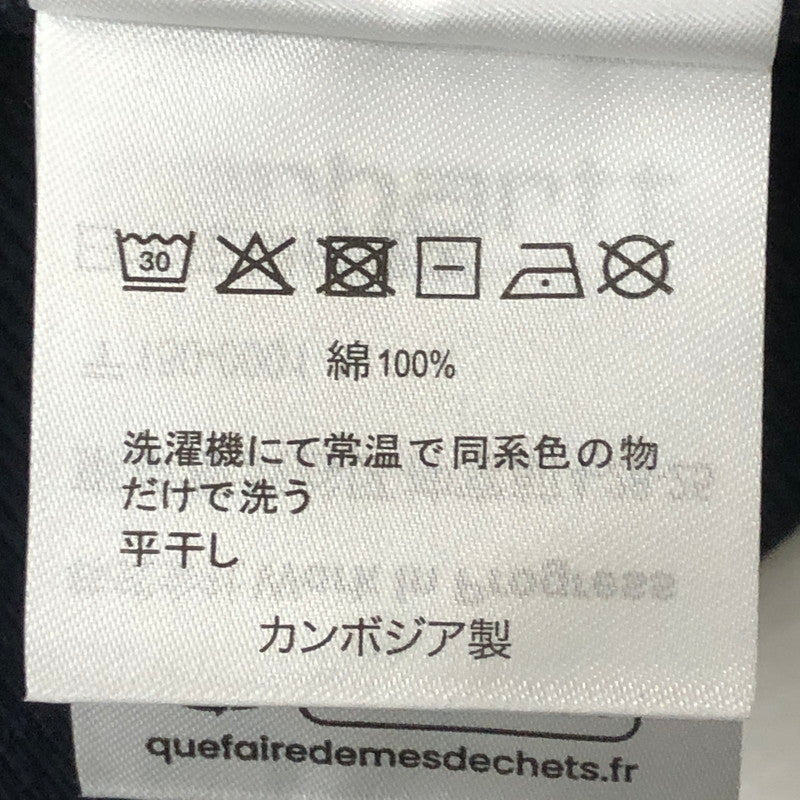 30
綿100%
洗濯機にて常温で同系色の物
だけで洗う
平干し
カンボジア製
quefairedemesdechets.fr